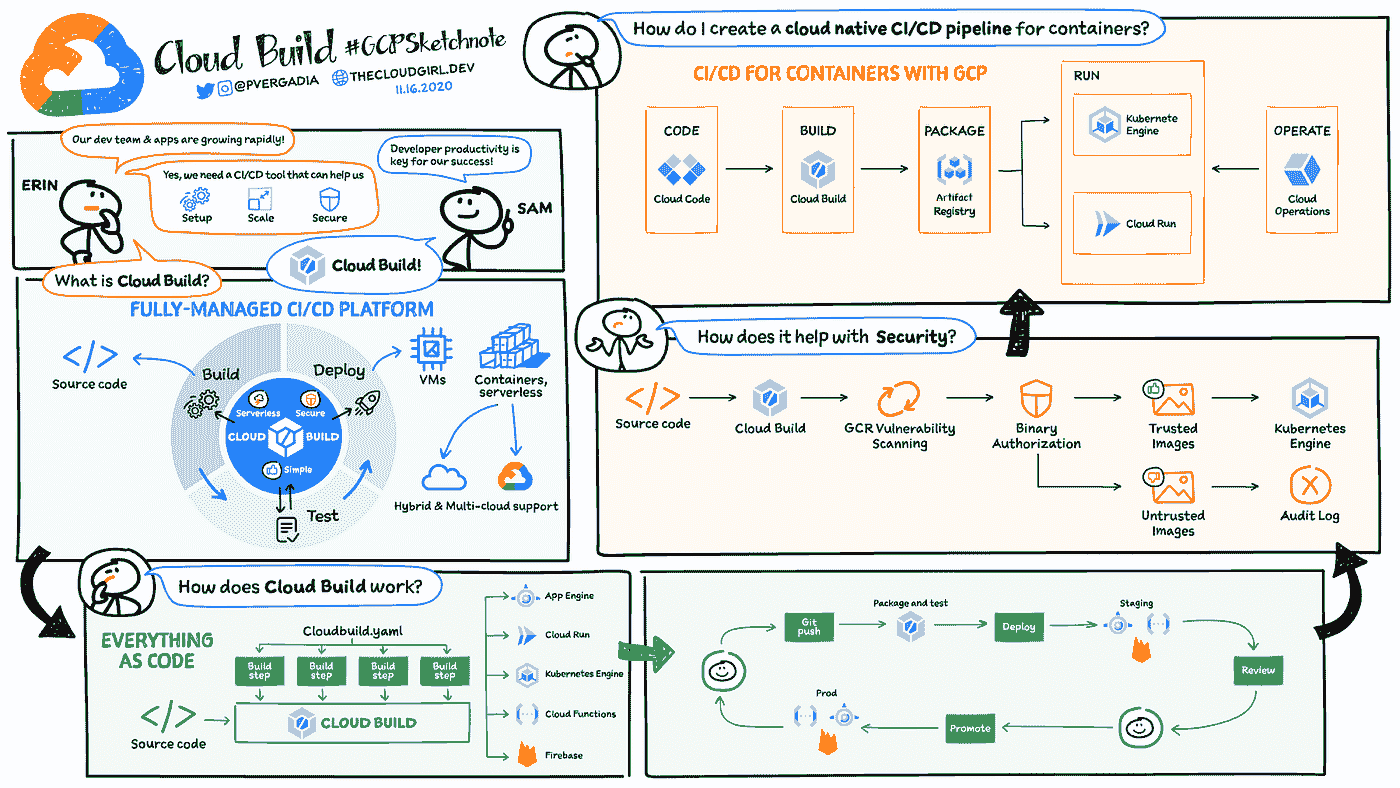 Cloud Build #GCPSketchnote
@PVERGADIA THECLOUDGIRL.DEV
11.16.2020
Our dev team & apps are growing rapidly!
Developer productivity is
key for our success!
ERIN
Yes, we need a CI/CD tool that can help us
Setup Scale Secure
SAM
What is Cloud Build?
Cloud Build!
FULLY-MANAGED CI/CD PLATFORM
Source code
Build
Deploy
VMs
Containers,
serverless
Serverless
Secure
CLOUD BUILD
Simple
Test
Hybrid & Multi-cloud support
How does Cloud Build work?
EVERYTHING
AS CODE
Cloudbuild.yaml
Build
step
Build
step
Build
step
Build
step
Source code
CLOUD BUILD
App Engine
Cloud Run
Kubernetes Engine
Cloud Functions
Firebase
Git
push
Package and test
Deploy
Staging
Review
Promote
Prod
How do I create a cloud native CI/CD pipeline for containers?
CI/CD FOR CONTAINERS WITH GCP
CODE
Cloud Code
BUILD
Cloud Build
PACKAGE
Artifact
Registry
RUN
Kubernete
Engine
Cloud Run
OPERATE
Cloud
Operations
How does it help with Security?
Source code
Cloud Build
GCR Vulnerability
Scanning
Binary
Authorization
Trusted
Images
Kubernetes
Engine
Untrusted
Images
Audit Log